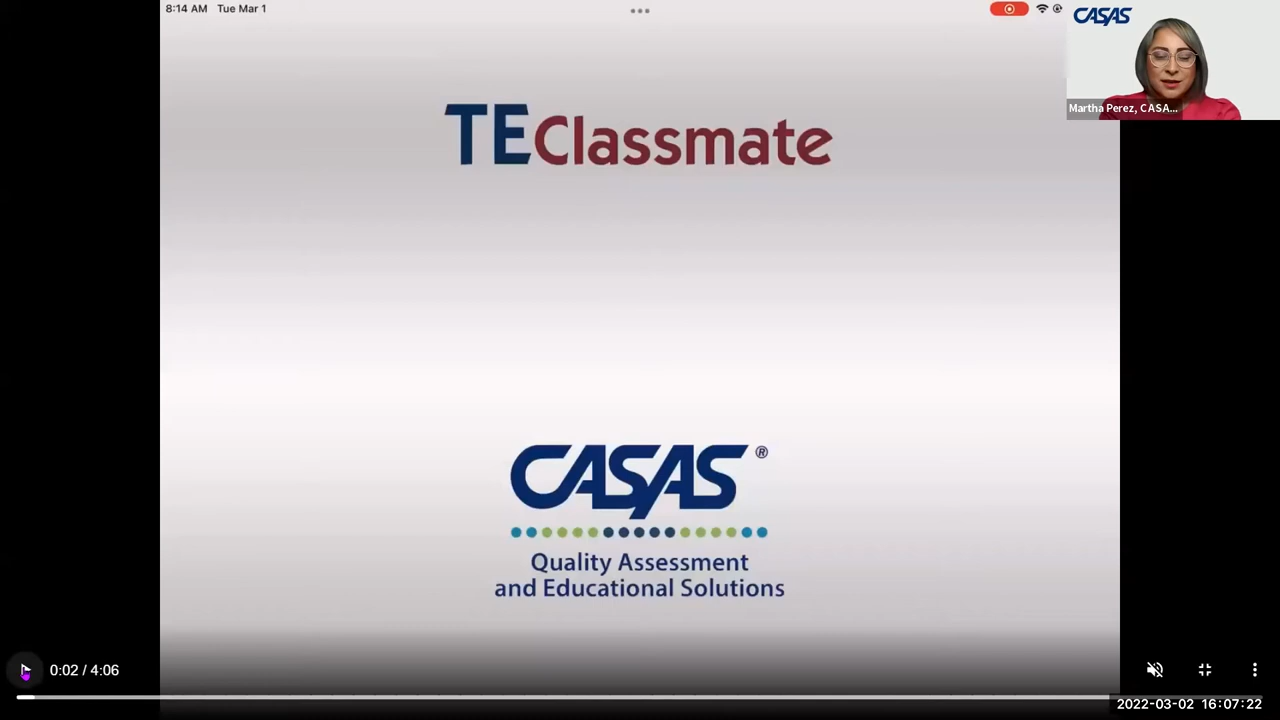 8:14 AM Tue Mar 1
CASAS
Martha Perez, CASA...
TEClassmate
CASAS®
Quality Assessment
and Educational Solutions
0:02 / 4:06
2022-03-02 16:07:22